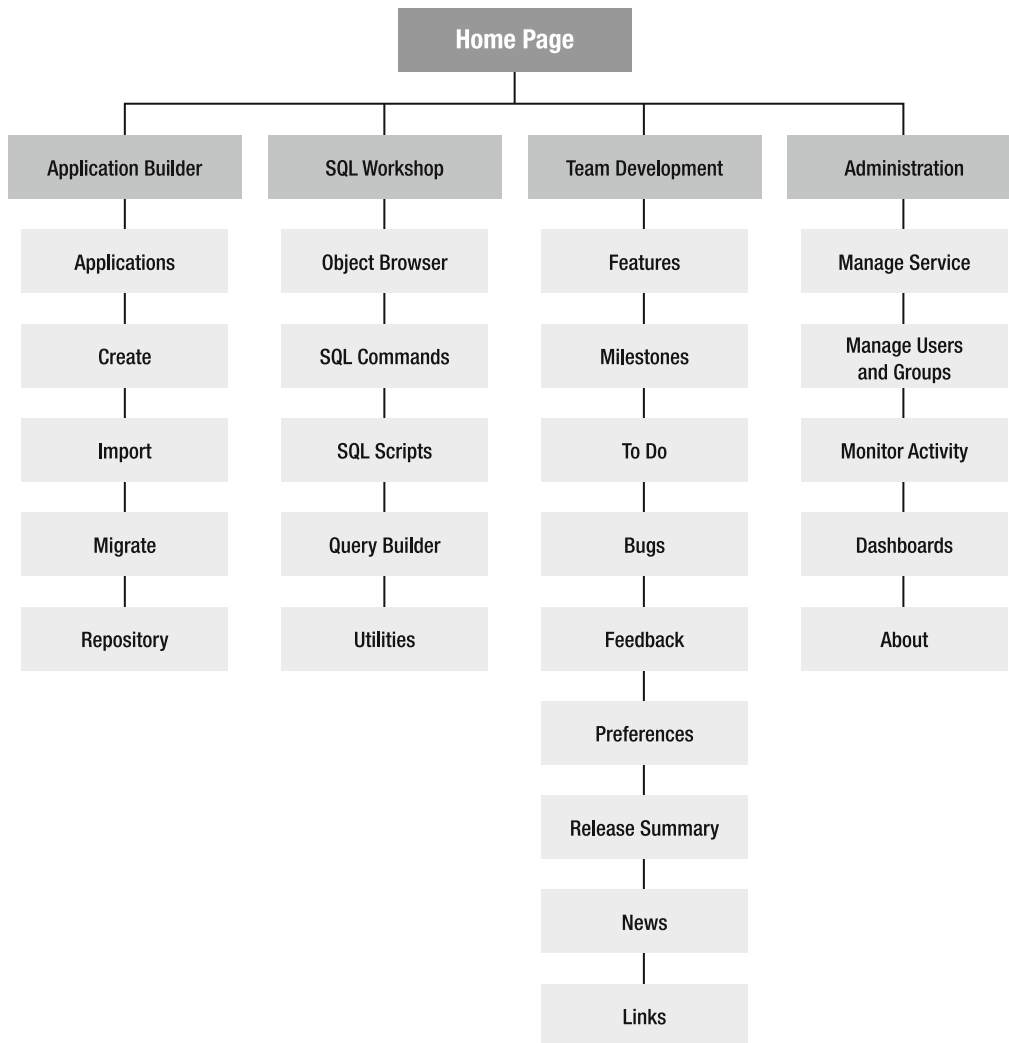 Home Page
Application Builder
SQL Workshop
Team Development
Administration
Applications
Object Browser
Features
Manage Service
Create
SQL Commands
Milestones
Manage Users
and Groups
Import
SQL Scripts
To Do
Monitor Activity
Migrate
Query Builder
Bugs
Dashboards
Repository
Utilities
Feedback
About
Preferences
Release Summary
News
Links